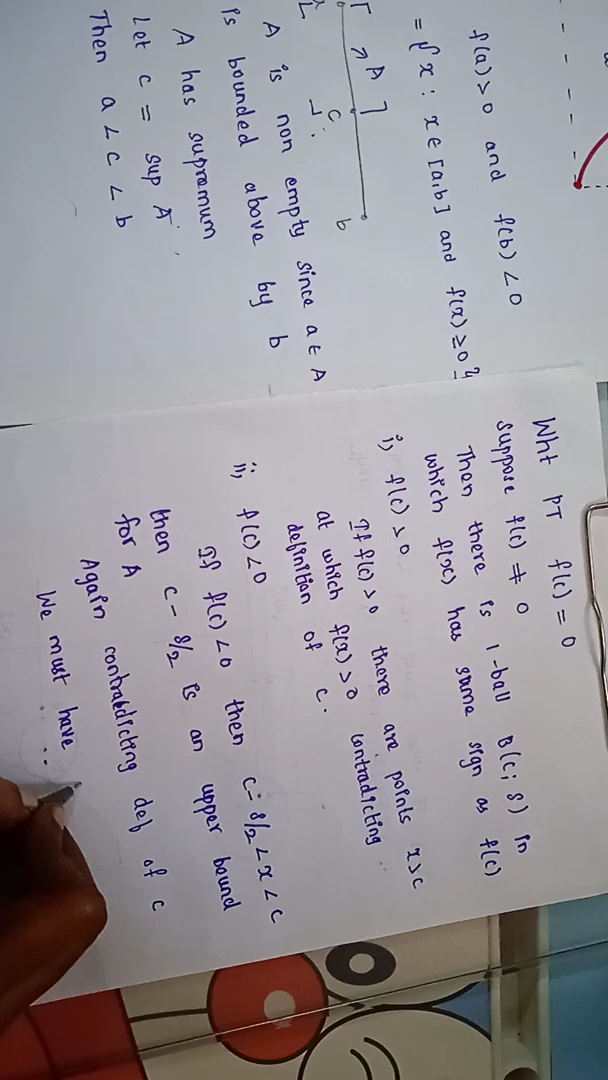 f(a) > 0 and f(b) < 0
= { x : x ∈ [a,b] and f(x) ≥ 0 }
A
c
b
A is non empty since a ∈ A
is bounded above by b
A has supremum
Let c = sup A
Then a < c < b
Wht PT f(c) = 0
suppose f(c) ≠ 0
Then there is 1-ball B(c; δ) in
which f(x) has same sign as f(c)
i, f(c) > 0
If f(c) > 0 there are points x > c
at which f(x) > 0 contradicting
definition of c.
ii, f(c) < 0
If f(c) < 0 then c - δ/2 < x < c
then c - δ/2 is an upper bound
for A
Again contradicting def of c
We must have